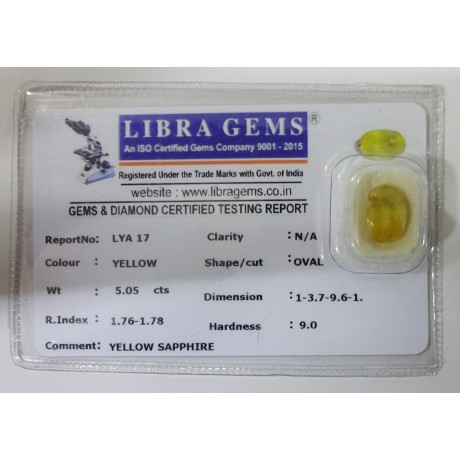 LIBRA GEMS ®
An ISO Certified Gems Company 9001 - 2015
Registered Under the Trade Marks with Govt. of India
website : www.libragems.co.in
GEMS & DIAMOND CERTIFIED TESTING REPORT
ReportNo: LYA 17 Clarity : N/A
Colour : YELLOW Shape/cut : OVAL
Wt : 5.05 cts Dimension : 1-3.7-9.6-1.
R.Index : 1.76-1.78 Hardness : 9.0
Comment: YELLOW SAPPHIRE